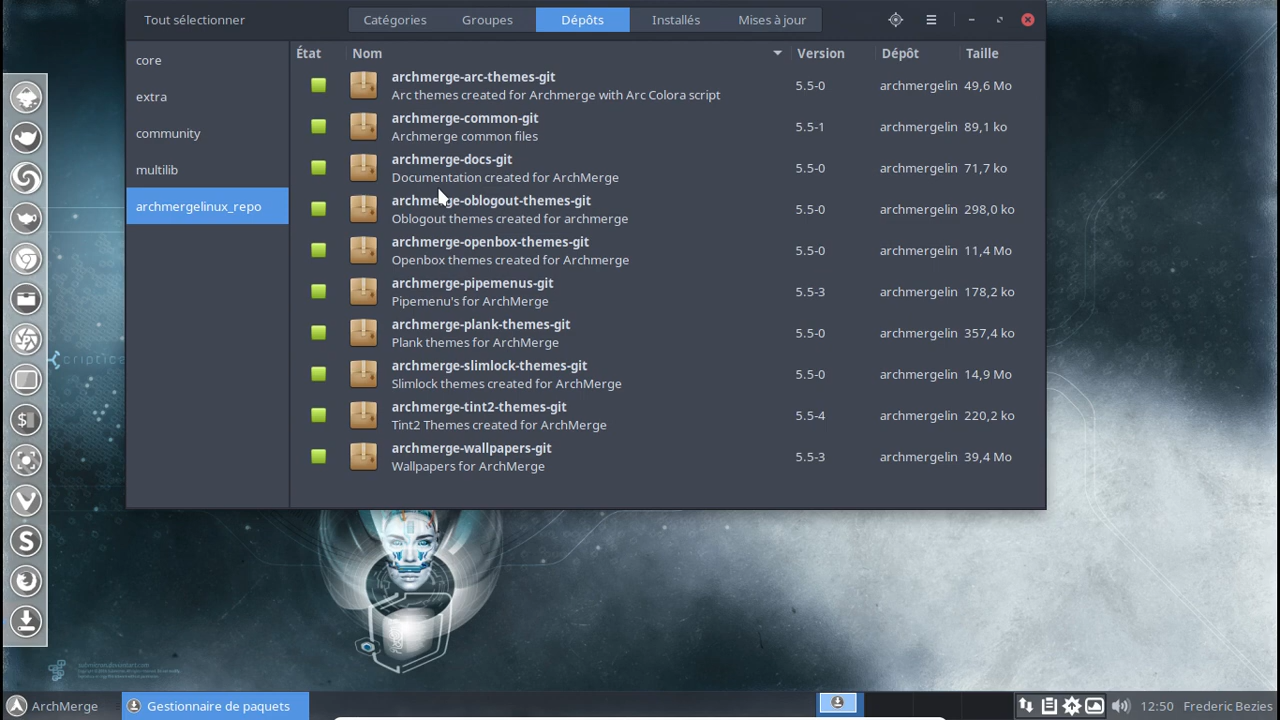 Tout sélectionner
Catégories
Groupes
Dépôts
Installés
Mises à jour
core
extra
community
multilib
archmergelinux_repo
État Nom Version Dépôt Taille
archmerge-arc-themes-git
Arc themes created for Archmerge with Arc Colora script
5.5-0 archmergelin 49,6 Mo
archmerge-common-git
Archmerge common files
5.5-1 archmergelin 89,1 ko
archmerge-docs-git
Documentation created for ArchMerge
5.5-0 archmergelin 71,7 ko
archmerge-oblogout-themes-git
Oblogout themes created for archmerge
5.5-0 archmergelin 298,0 ko
archmerge-openbox-themes-git
Openbox themes created for Archmerge
5.5-0 archmergelin 11,4 Mo
archmerge-pipemenus-git
Pipemenu's for ArchMerge
5.5-3 archmergelin 178,2 ko
archmerge-plank-themes-git
Plank themes for ArchMerge
5.5-0 archmergelin 357,4 ko
archmerge-slimlock-themes-git
Slimlock themes created for ArchMerge
5.5-0 archmergelin 14,9 Mo
archmerge-tint2-themes-git
Tint2 Themes created for ArchMerge
5.5-4 archmergelin 220,2 ko
archmerge-wallpapers-git
Wallpapers for ArchMerge
5.5-3 archmergelin 39,4 Mo
ArchMerge
Gestionnaire de paquets
12:50 Frederic Bezies